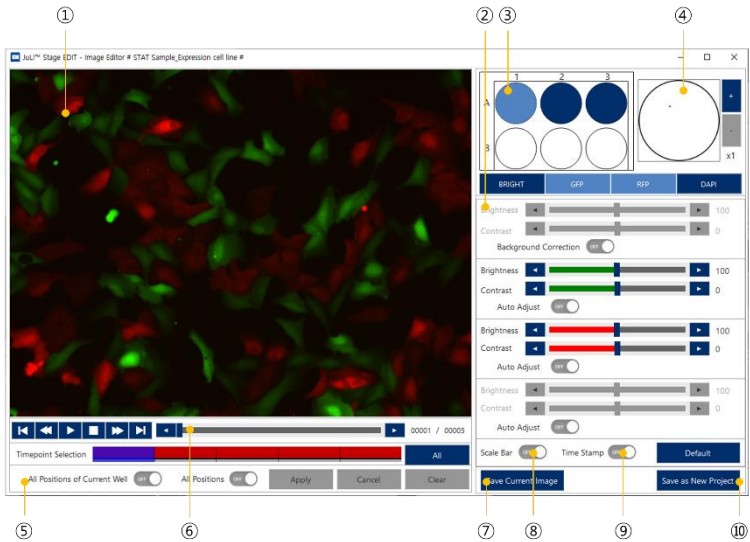 ① ② ③ ④
JuLI™ Stage EDIT - Image Editor # STAT Sample_Expression cell line #
1 2 3
A
B
+
-
x1
BRIGHT GFP RFP DAPI
Brightness 100
Contrast 0
Background Correction OFF
Brightness 100
Contrast 0
Auto Adjust OFF
Brightness 100
Contrast 0
Auto Adjust OFF
Brightness 100
Contrast 0
Auto Adjust OFF
00001 / 00005
Timepoint Selection All
Scale Bar OFF Time Stamp OFF Default
All Positions of Current Well OFF All Positions OFF Apply Cancel Clear
Save Current Image Save as New Project
⑤ ⑥ ⑦ ⑧ ⑨ ⑩